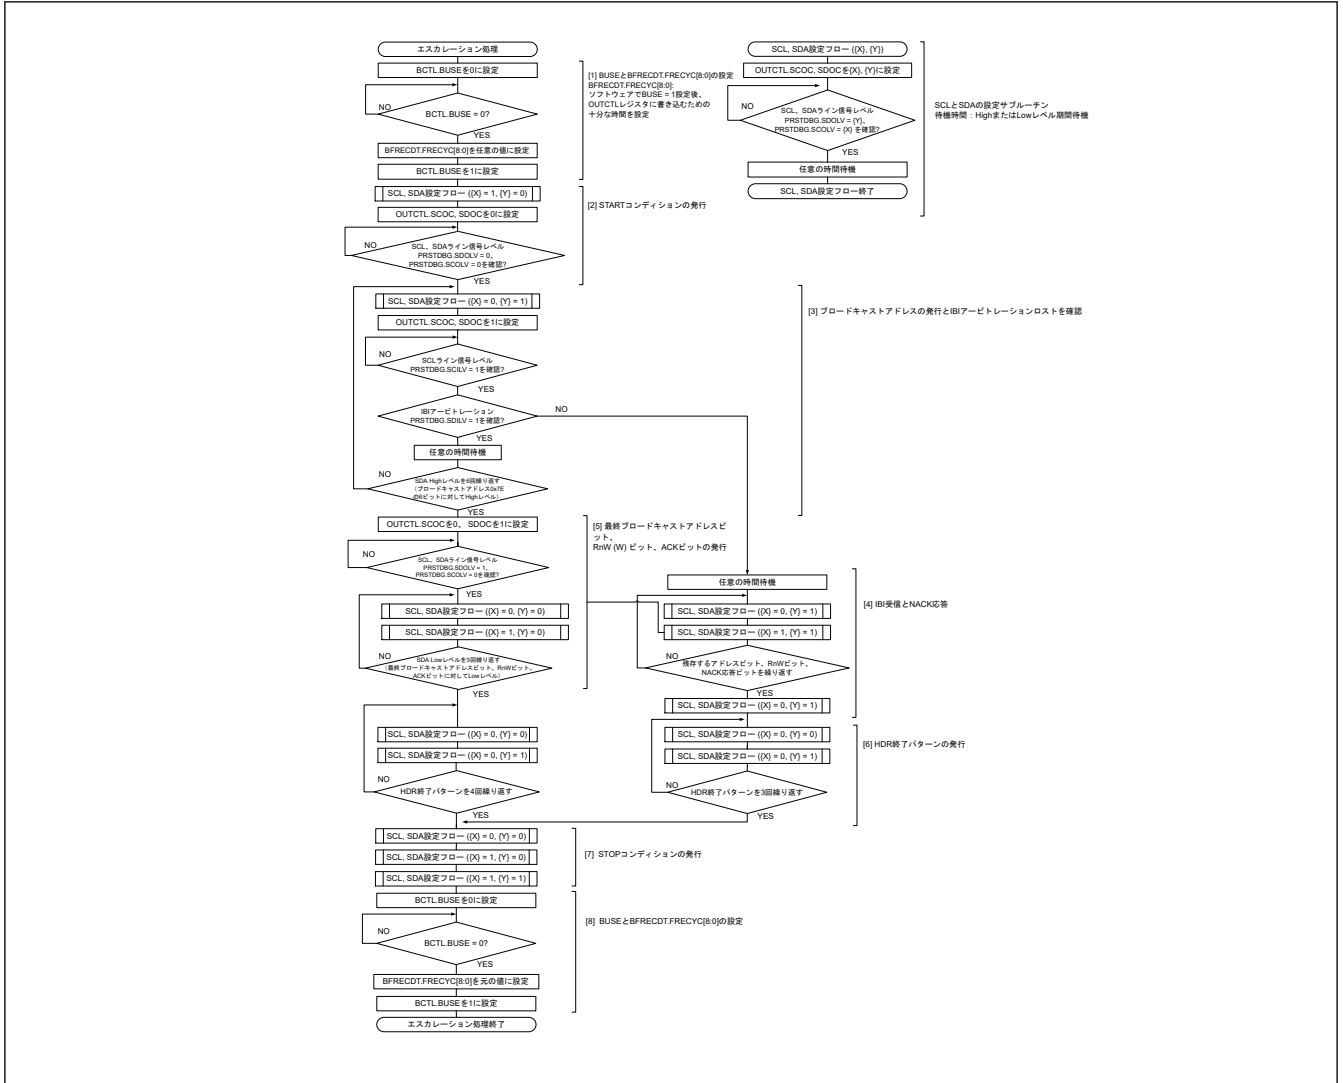 エスカレーション処理
BCTL.BUSEを0に設定
NO
BCTL.BUSE = 0?
YES
BFRECDT.FRECYC[8:0]を任意の値に設定
BCTL.BUSEを1に設定
[1] BUSEとBFRECDT.FRECYC[8:0]の設定
BFRECDT.FRECYC[8:0]:
ソフトウェアでBUSE = 1設定後、
OUTCTLレジスタに書き込むための
十分な時間を設定
SCL, SDA設定フロー ({X}, {Y})
OUTCTL.SCOC, SDOCを{X}, {Y}に設定
NO
SCL、SDAライン信号レベル
PRSTDBG.SDOLV = {Y}、
PRSTDBG.SCOLV = {X} を確認?
YES
任意の時間待機
SCL, SDA設定フロー終了
SCLとSDAの設定サブルーチン
待機時間：HighまたはLowレベル期間待機
SCL, SDA設定フロー ({X} = 1, {Y} = 0)
OUTCTL.SCOC, SDOCを0に設定
NO
SCL、SDAライン信号レベル
PRSTDBG.SDOLV = 0、
PRSTDBG.SCOLV = 0を確認?
YES
[2] STARTコンディションの発行
SCL, SDA設定フロー ({X} = 0, {Y} = 1)
OUTCTL.SCOC, SDOCを1に設定
NO
SCLライン信号レベル
PRSTDBG.SCILV = 1を確認?
YES
IBIアービトレーション
PRSTDBG.SDILV = 1を確認?
NO
YES
任意の時間待機
NO
SDA Highレベルを6回繰り返す
（ブロードキャストアドレス0x7E
の6ビットに対してHighレベル）
YES
[3] ブロードキャストアドレスの発行とIBIアービトレーションロストを確認
OUTCTL.SCOCを0、 SDOCを1に設定
NO
SCL、SDAライン信号レベル
PRSTDBG.SDOLV = 1、
PRSTDBG.SCOLV = 0を確認?
YES
SCL, SDA設定フロー ({X} = 0, {Y} = 0)
SCL, SDA設定フロー ({X} = 1, {Y} = 0)
NO
SDA Lowレベルを3回繰り返す
（最終ブロードキャストアドレスビット、RnWビット、
ACKビットに対してLowレベル）
YES
[5] 最終ブロードキャストアドレスビ
ット、
RnW (W) ビット、ACKビットの発行
任意の時間待機
SCL, SDA設定フロー ({X} = 0, {Y} = 1)
SCL, SDA設定フロー ({X} = 1, {Y} = 1)
NO
残存するアドレスビット、RnWビット、
NACK応答ビットを繰り返す
YES
SCL, SDA設定フロー ({X} = 0, {Y} = 1)
[4] IBI受信とNACK応答
SCL, SDA設定フロー ({X} = 0, {Y} = 0)
SCL, SDA設定フロー ({X} = 0, {Y} = 1)
NO
HDR終了パターンを4回繰り返す
YES
SCL, SDA設定フロー ({X} = 0, {Y} = 0)
SCL, SDA設定フロー ({X} = 0, {Y} = 1)
NO
HDR終了パターンを3回繰り返す
YES
[6] HDR終了パターンの発行
SCL, SDA設定フロー ({X} = 0, {Y} = 0)
SCL, SDA設定フロー ({X} = 1, {Y} = 0)
SCL, SDA設定フロー ({X} = 1, {Y} = 1)
[7] STOPコンディションの発行
BCTL.BUSEを0に設定
NO
BCTL.BUSE = 0?
YES
BFRECDT.FRECYC[8:0]を元の値に設定
BCTL.BUSEを1に設定
エスカレーション処理終了
[8] BUSEとBFRECDT.FRECYC[8:0]の設定